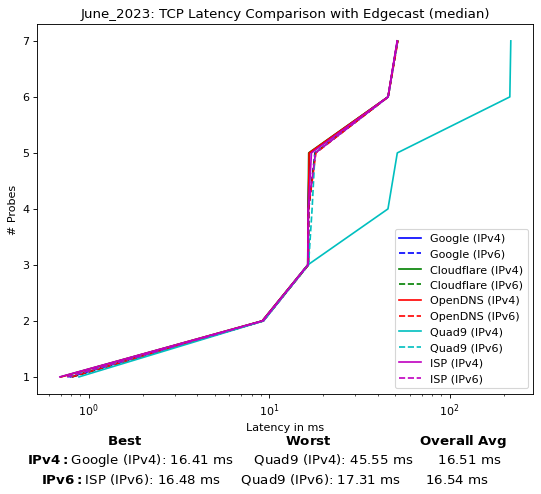 June_2023: TCP Latency Comparison with Edgecast (median)
7
6
5
4
3
2
1
# Probes
Google (IPv4)
Google (IPv6)
Cloudflare (IPv4)
Cloudflare (IPv6)
OpenDNS (IPv4)
OpenDNS (IPv6)
Quad9 (IPv4)
Quad9 (IPv6)
ISP (IPv4)
ISP (IPv6)
10⁰ 10¹ 10²
Latency in ms
Best Worst Overall Avg
IPv4: Google (IPv4): 16.41 ms Quad9 (IPv4): 45.55 ms 16.51 ms
IPv6: ISP (IPv6): 16.48 ms Quad9 (IPv6): 17.31 ms 16.54 ms